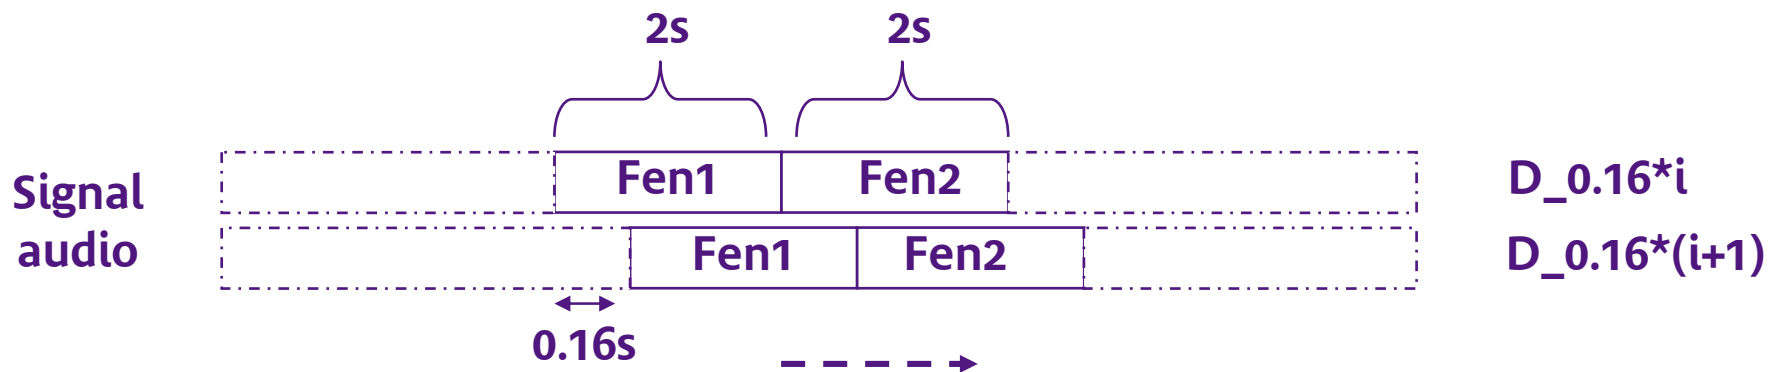 2s 2s
Fen1 Fen2 D_0.16*i
Signal
audio
Fen1 Fen2 D_0.16*(i+1)
0.16s